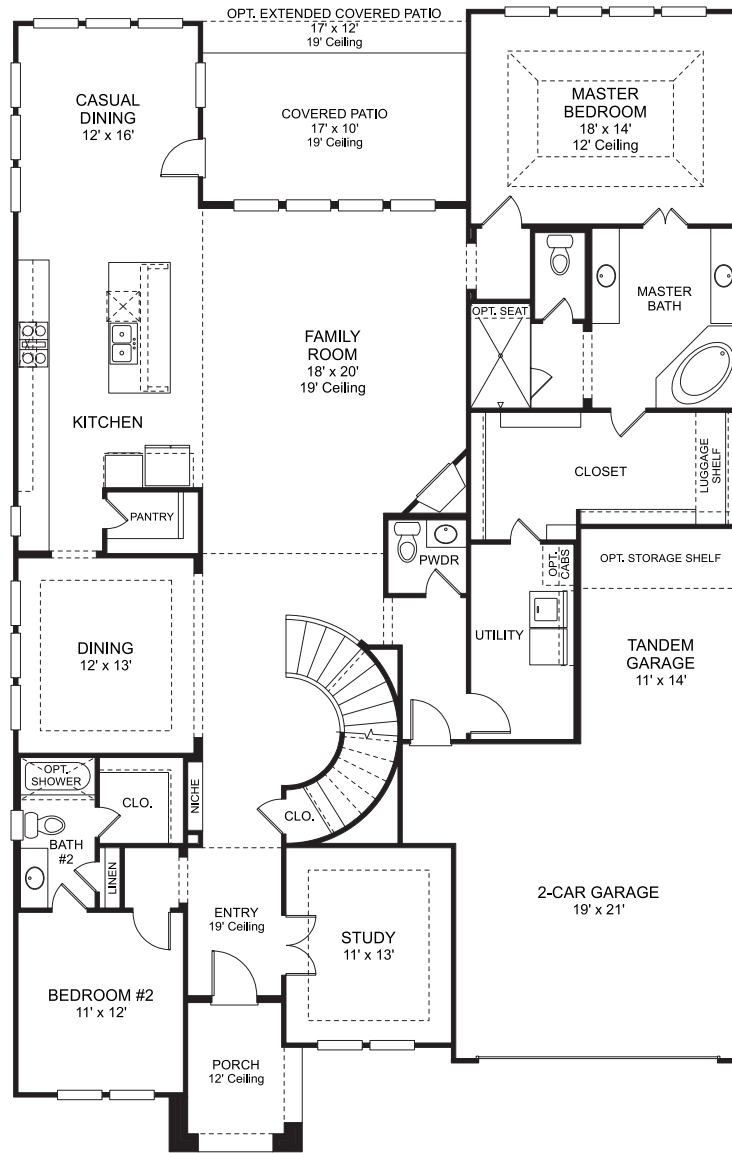 OPT. EXTENDED COVERED PATIO
17' x 12'
19' Ceiling
CASUAL
DINING
12' x 16'
COVERED PATIO
17' x 10'
19' Ceiling
MASTER
BEDROOM
18' x 14'
12' Ceiling
MASTER
BATH
OPT. SEAT
FAMILY
ROOM
18' x 20'
19' Ceiling
KITCHEN
CLOSET
LUGGAGE
SHELF
PANTRY
PWDR
OPT.
CABS
OPT. STORAGE SHELF
UTILITY
TANDEM
GARAGE
11' x 14'
DINING
12' x 13'
OPT.
SHOWER
CLO.
NICHE
CLO.
BATH
#2
LINEN
ENTRY
19' Ceiling
STUDY
11' x 13'
2-CAR GARAGE
19' x 21'
BEDROOM #2
11' x 12'
PORCH
12' Ceiling